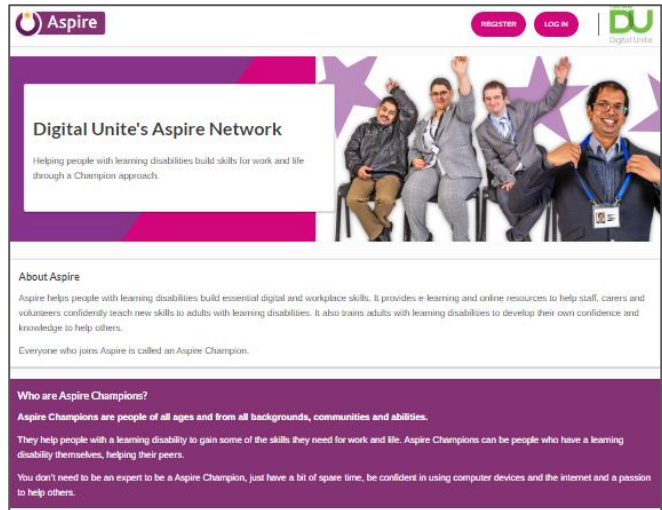 Aspire
REGISTER
LOG IN
DU
Digital Unite
Digital Unite's Aspire Network
Helping people with learning disabilities build skills for work and life
through a Champion approach.
About Aspire
Aspire helps people with learning disabilities build essential digital and workplace skills. It provides e-learning and online resources to help staff, carers and
volunteers confidently teach new skills to adults with learning disabilities. It also trains adults with learning disabilities to develop their own confidence and
knowledge to help others.
Everyone who joins Aspire is called an Aspire Champion.
Who are Aspire Champions?
Aspire Champions are people of all ages and from all backgrounds, communities and abilities.
They help people with a learning disability to gain some of the skills they need for work and life. Aspire Champions can be people who have a learning
disability themselves, helping their peers.
You don't need to be an expert to be a Aspire Champion, just have a bit of spare time, be confident in using computer devices and the internet and a passion
to help others.